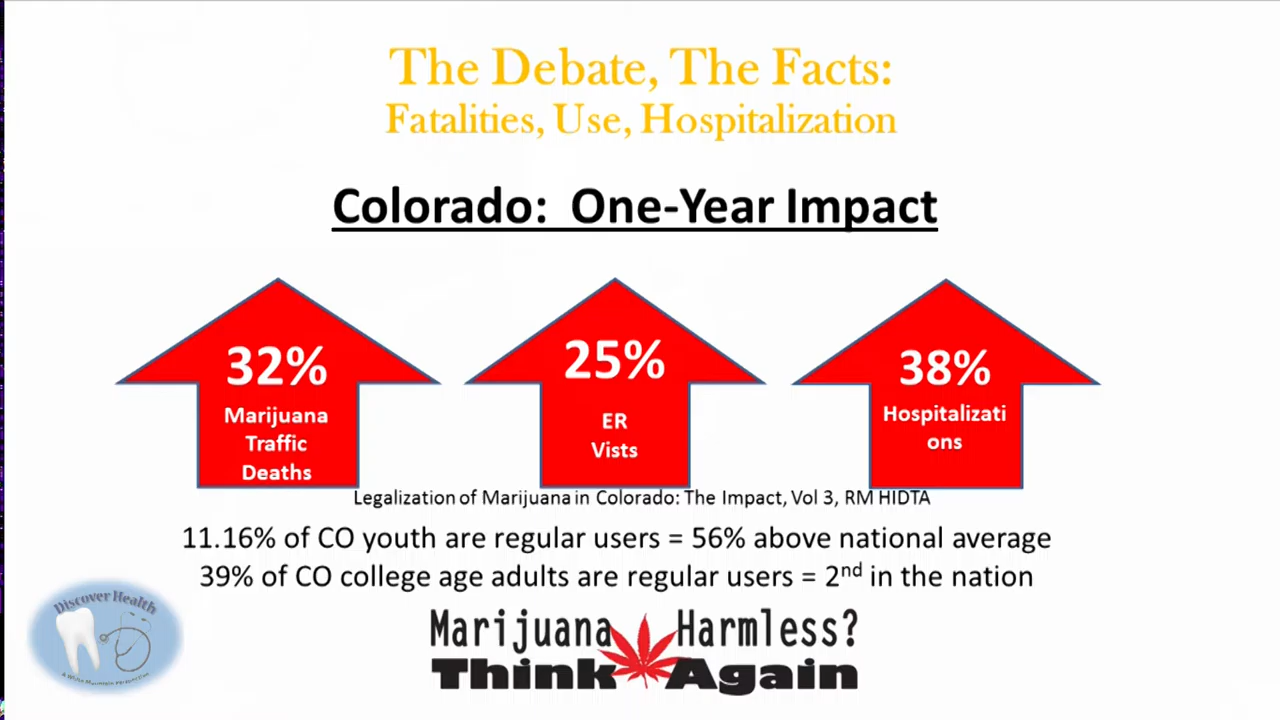 The Debate, The Facts:
Fatalities, Use, Hospitalization
Colorado: One-Year Impact
32%
Marijuana
Traffic
Deaths
25%
ER
Vists
38%
Hospitalizati
ons
Legalization of Marijuana in Colorado: The Impact, Vol 3, RM HIDTA
11.16% of CO youth are regular users = 56% above national average
39% of CO college age adults are regular users = 2nd in the nation
Discover Health
A White Mountain Perspective
Marijuana Harmless?
Think Again